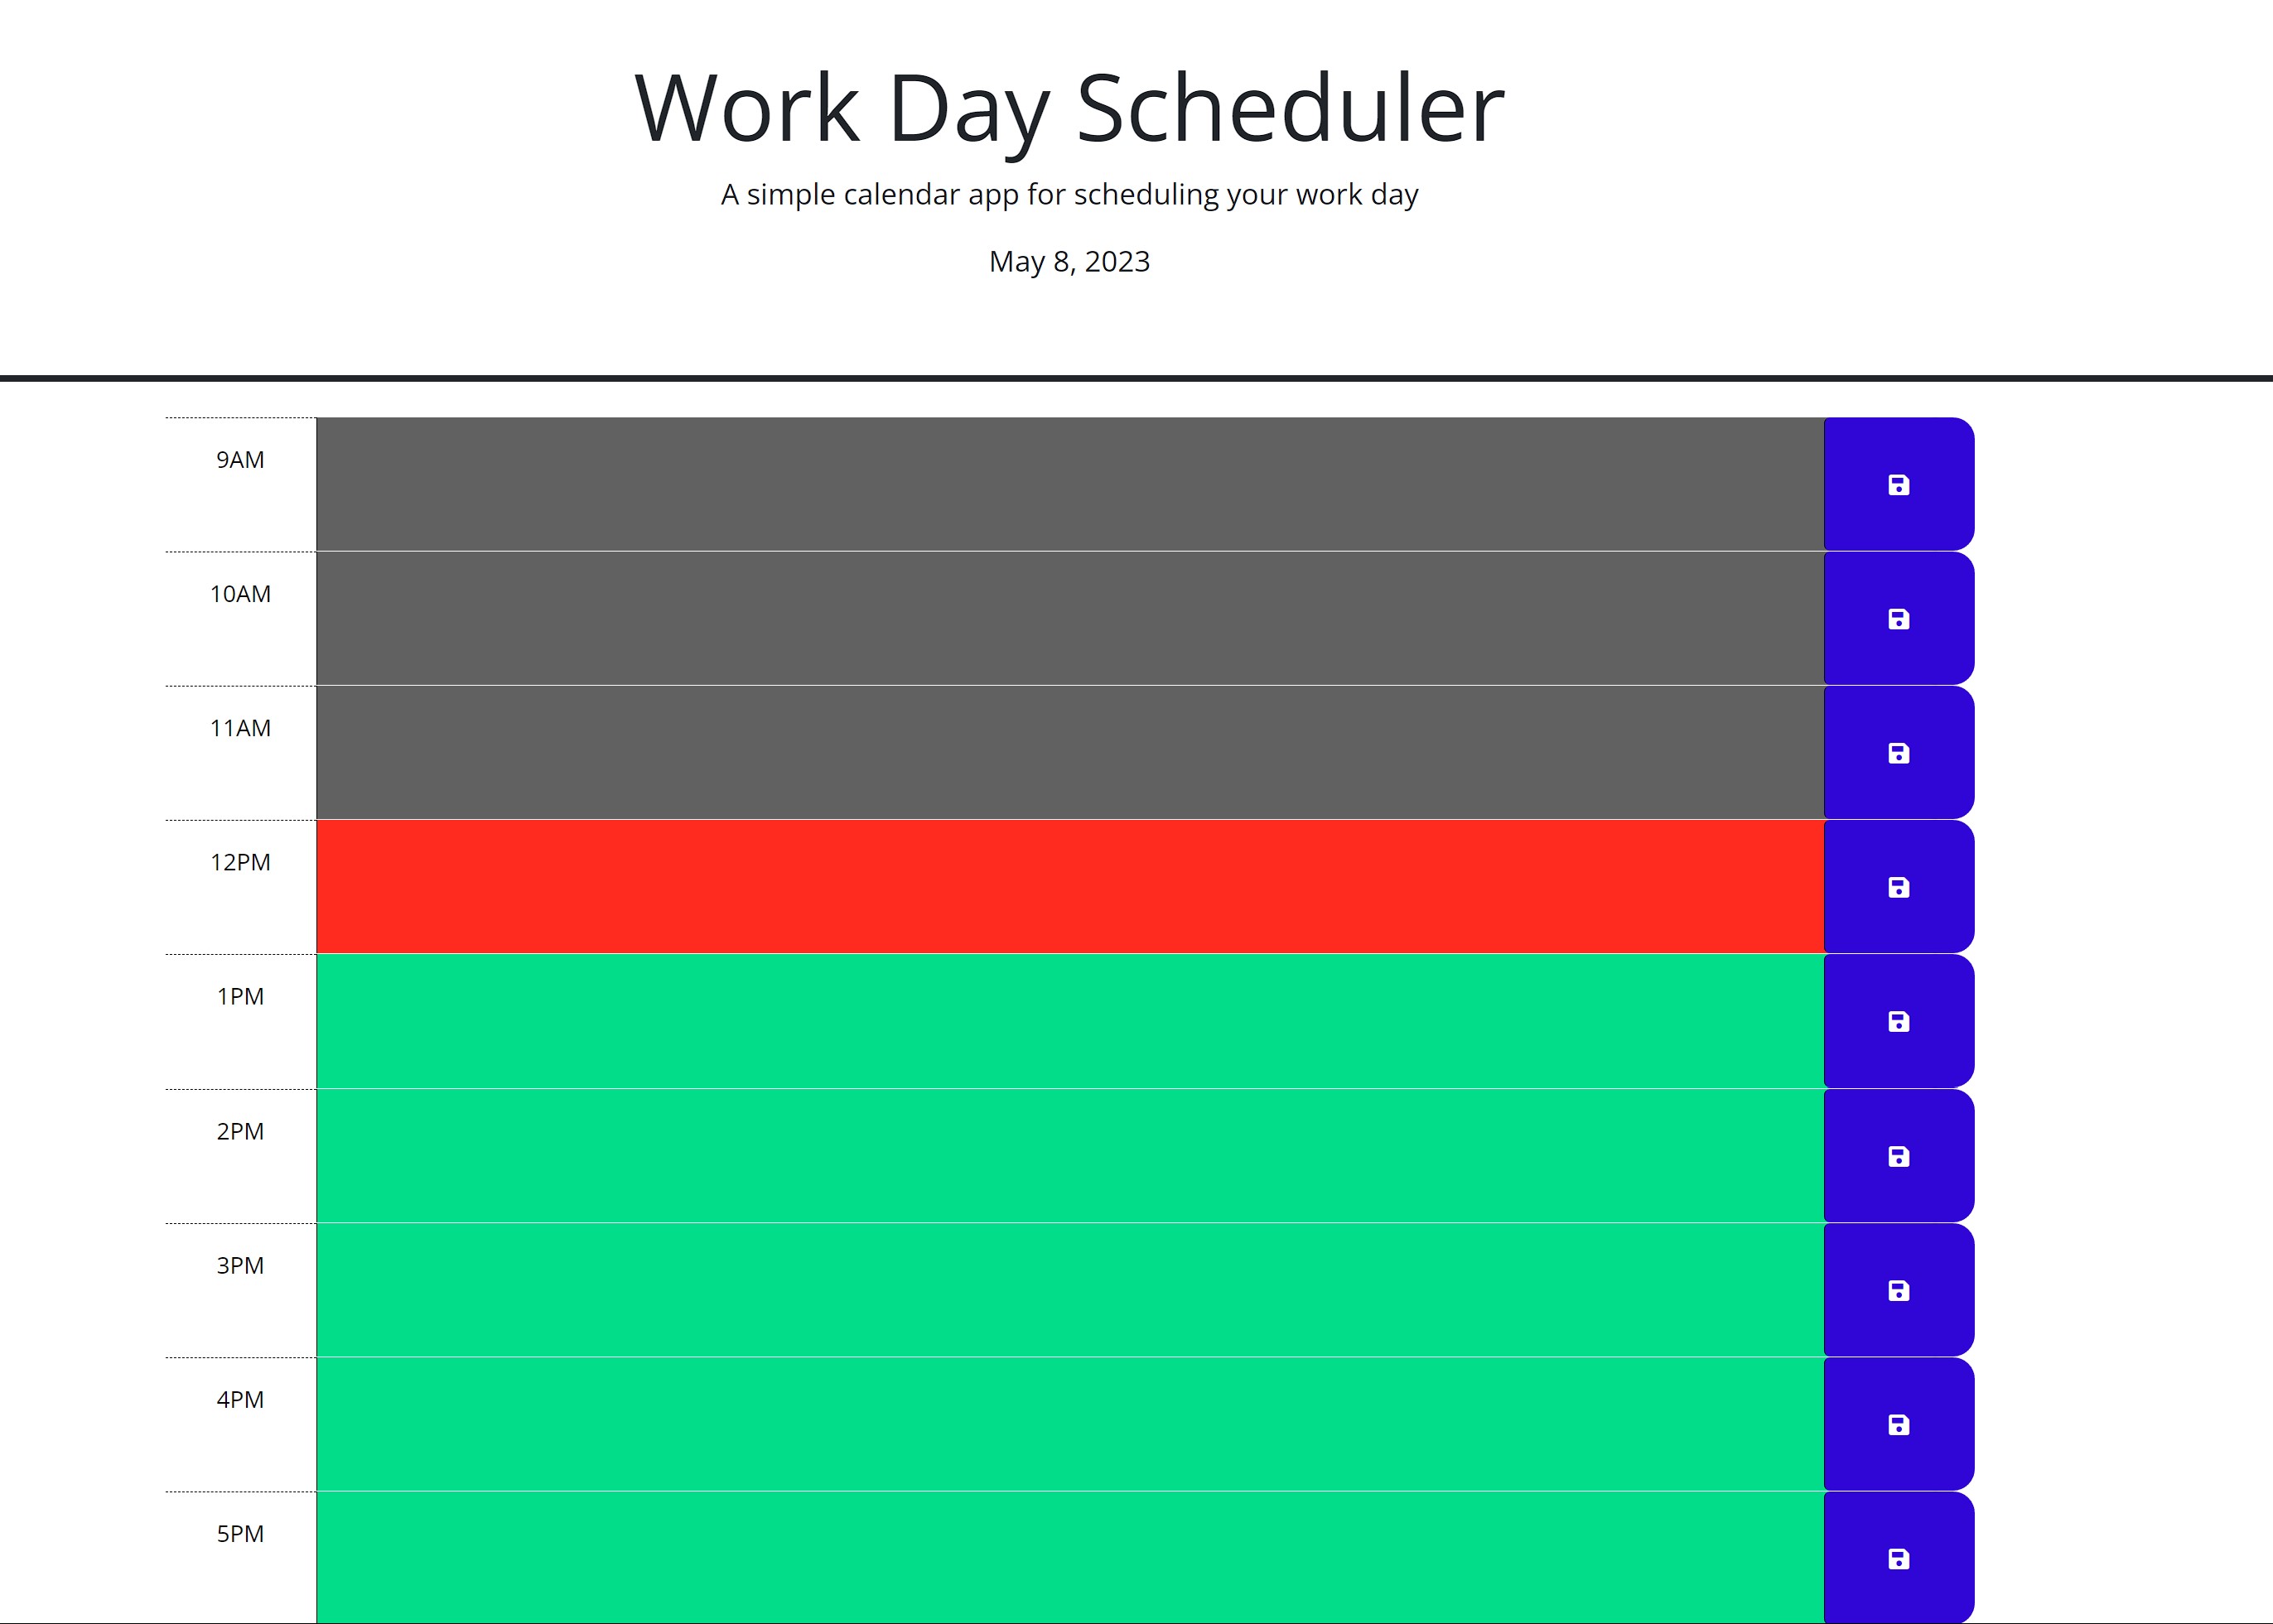 Work Day Scheduler
A simple calendar app for scheduling your work day
May 8, 2023
9AM
10AM
11AM
12PM
1PM
2PM
3PM
4PM
5PM